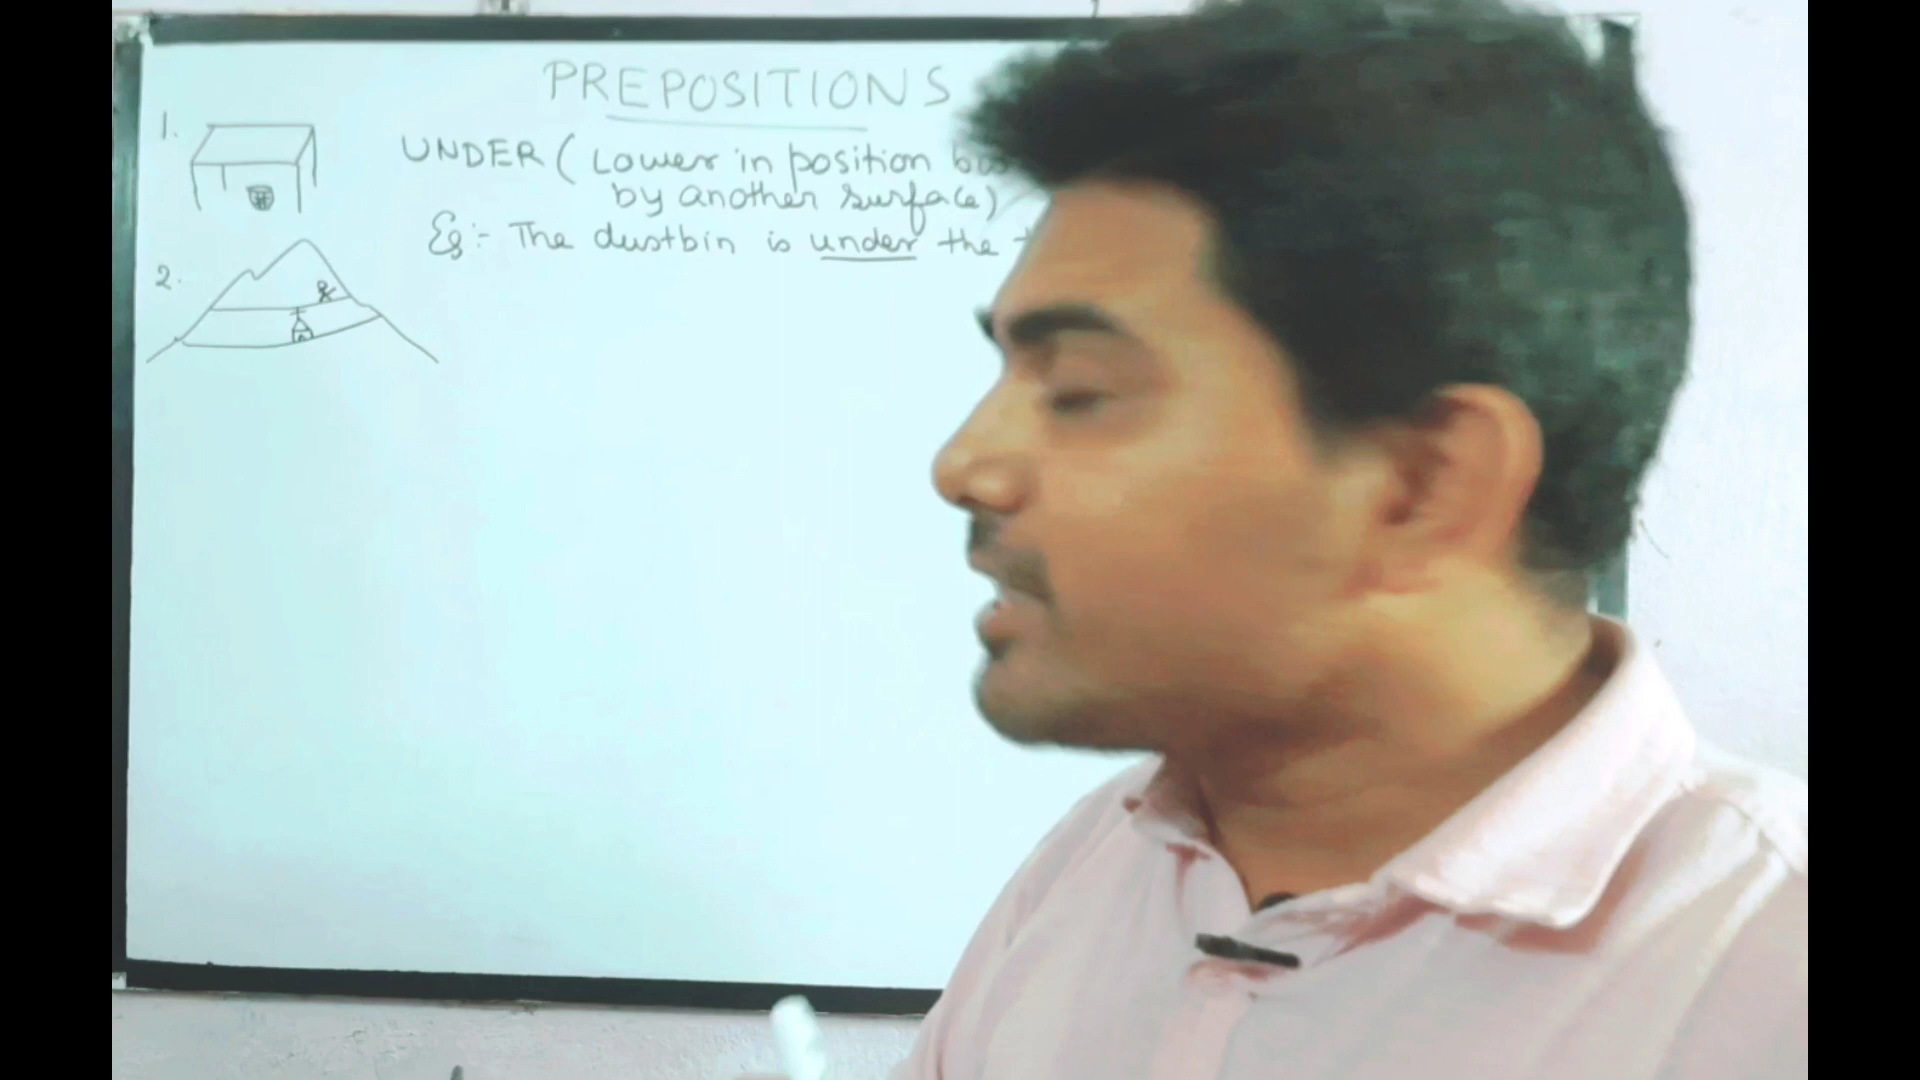 PREPOSITIONS
1.
UNDER (Lower in position
by another surface)
Eg:- The dustbin is under the
2.